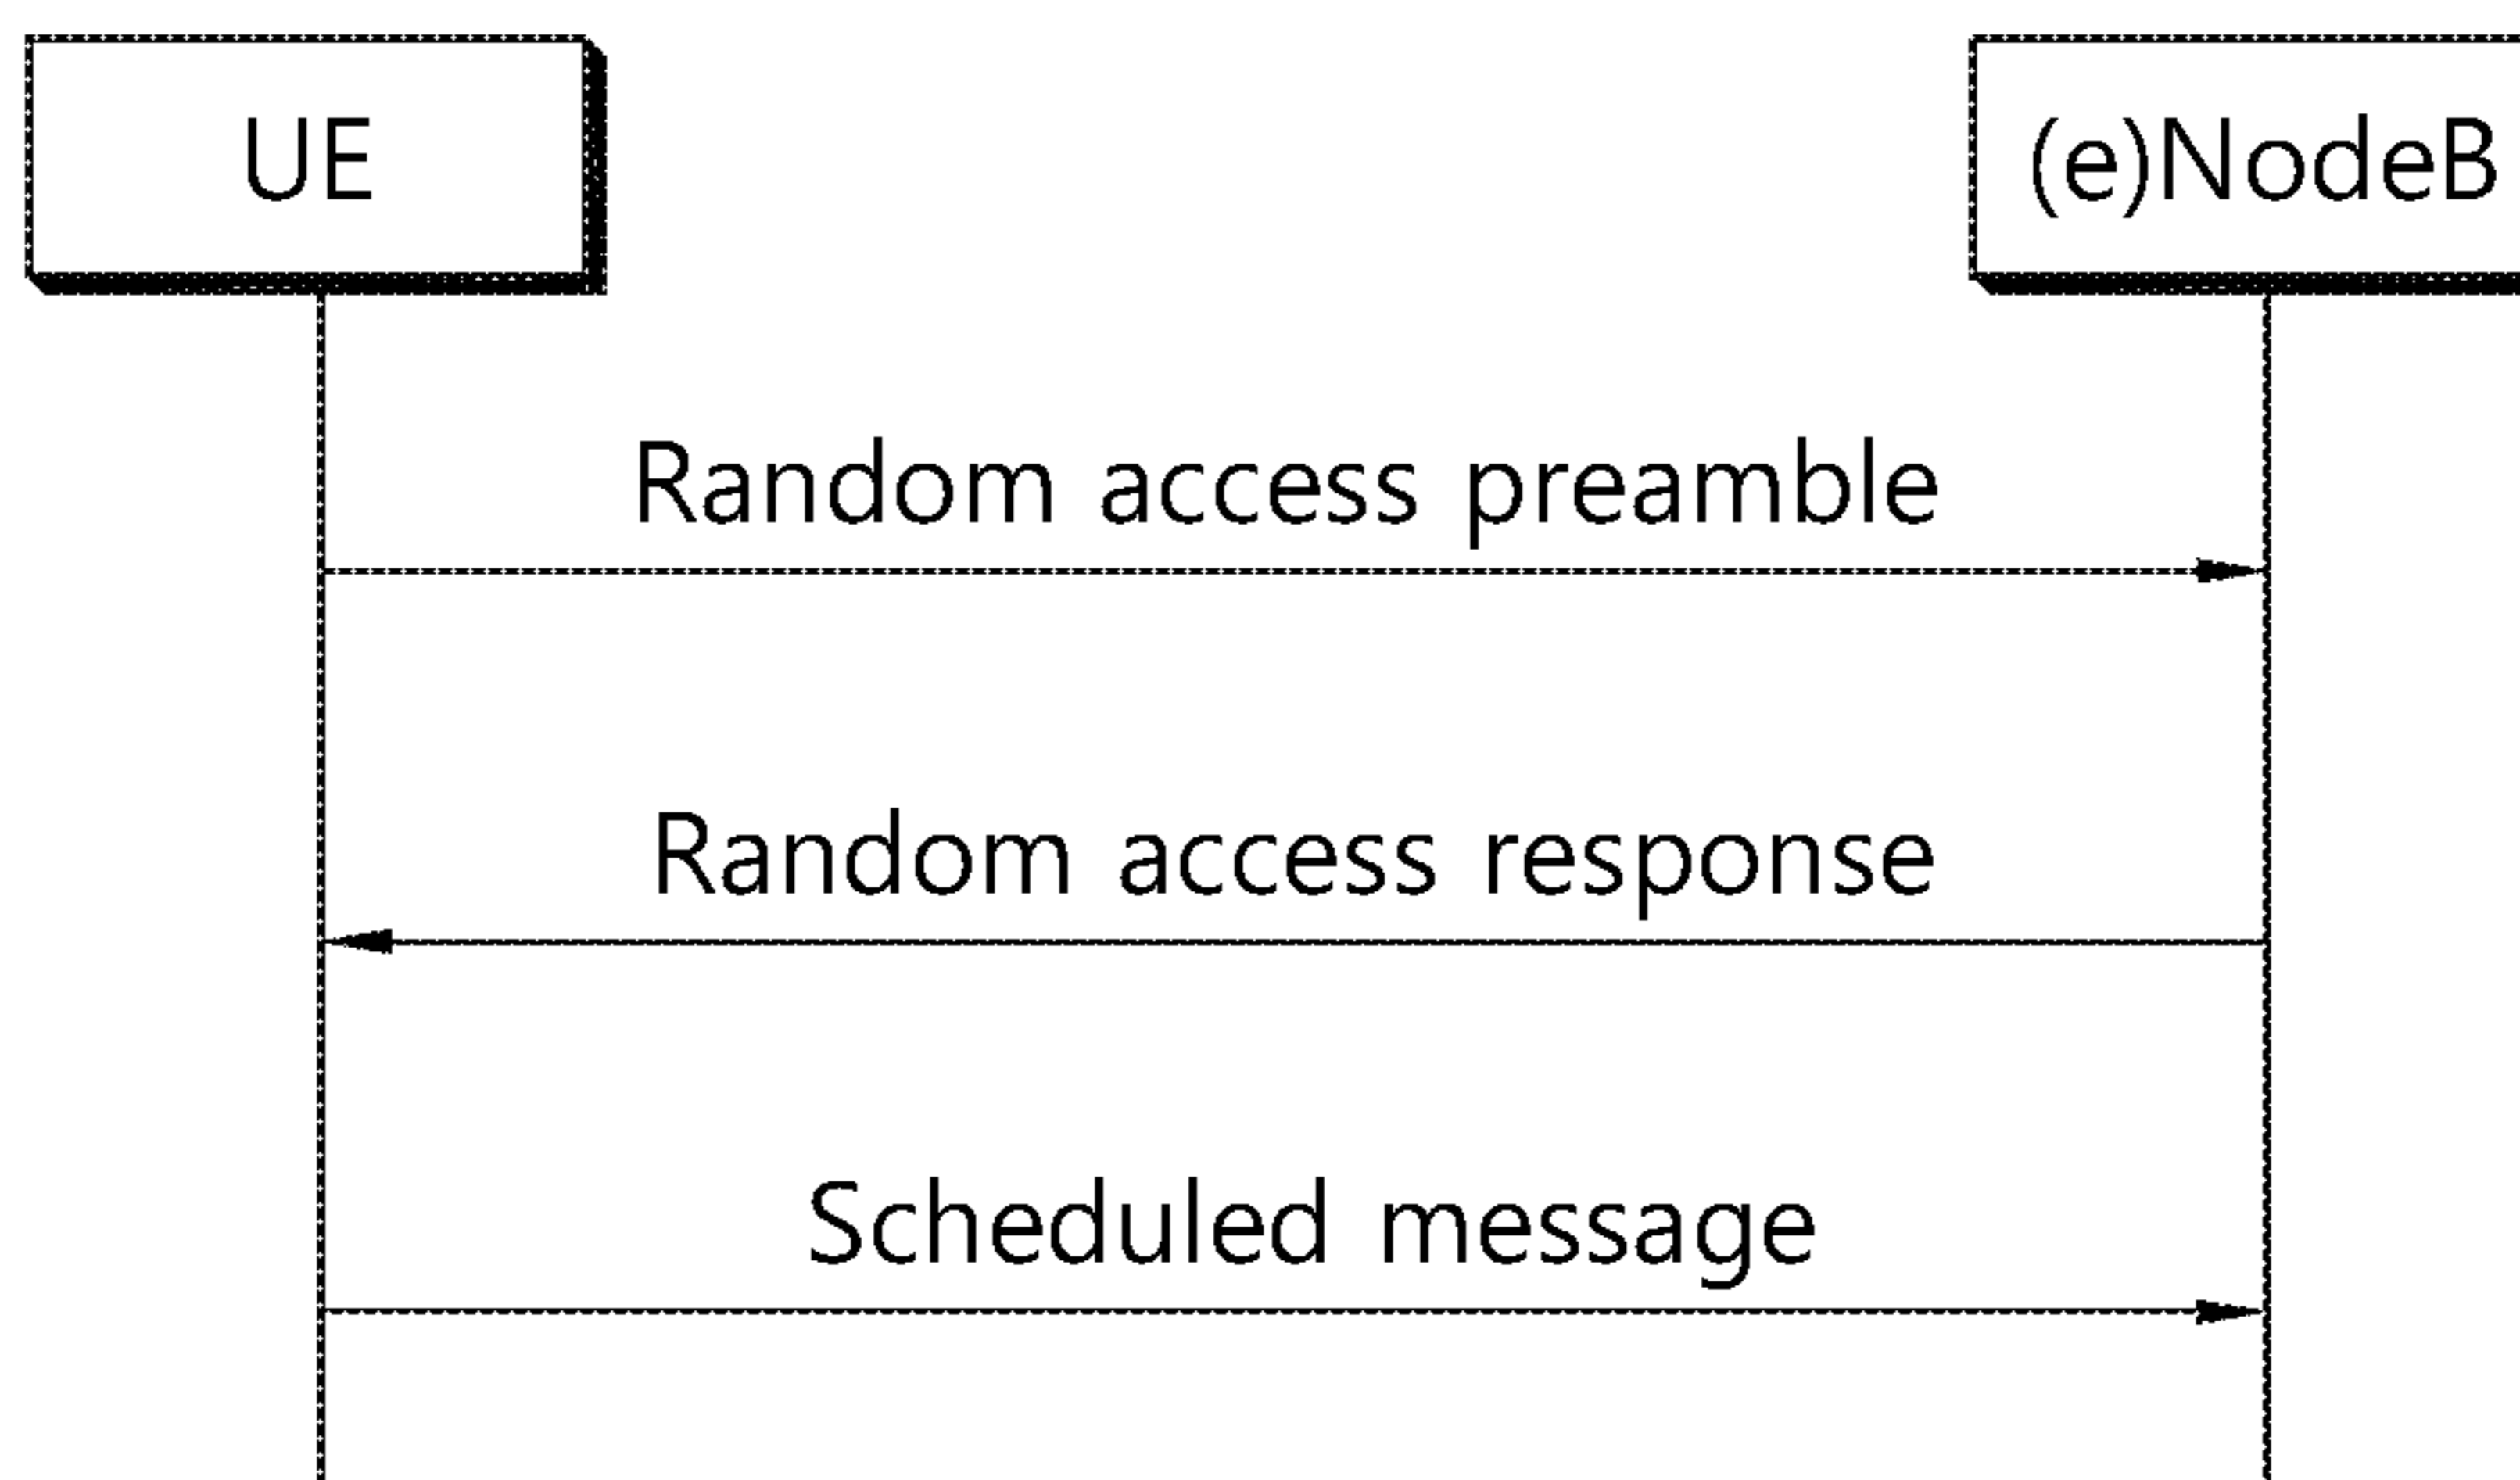 UE
(e)NodeB
Random access preamble
Random access response
Scheduled message